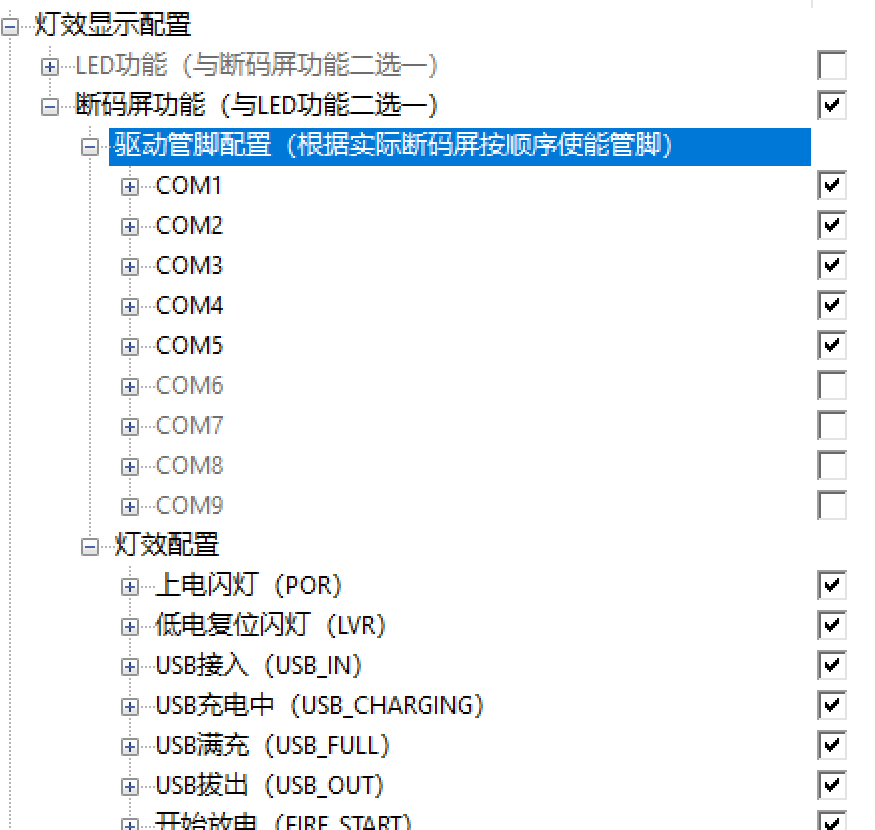 灯效显示配置
LED功能（与断码屏功能二选一）
断码屏功能（与LED功能二选一）
驱动管脚配置（根据实际断码屏按顺序使能管脚）
COM1
COM2
COM3
COM4
COM5
COM6
COM7
COM8
COM9
灯效配置
上电闪灯（POR）
低电复位闪灯（LVR）
USB接入（USB_IN）
USB充电中（USB_CHARGING）
USB满充（USB_FULL）
USB拔出（USB_OUT）
开始放电（FIRE_START）